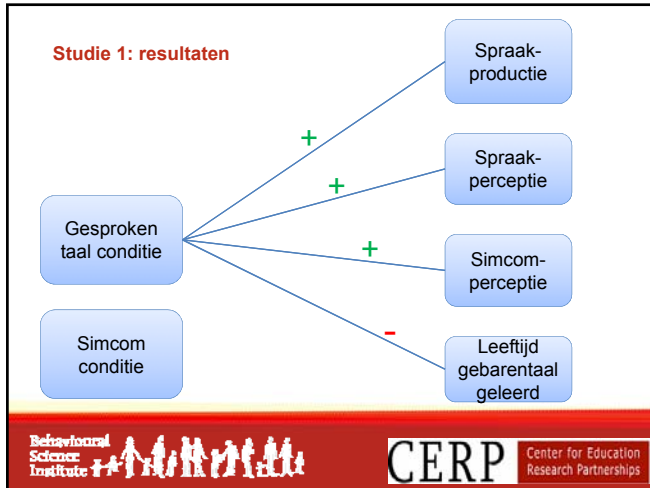 Studie 1: resultaten
Spraak-
productie
+
Spraak-
perceptie
+
Gesproken
taal conditie
+
Simcom-
perceptie
-
Simcom
conditie
Leeftijd
gebarentaal
geleerd
Behavioural
Science
Institute
CERP
Center for Education
Research Partnerships